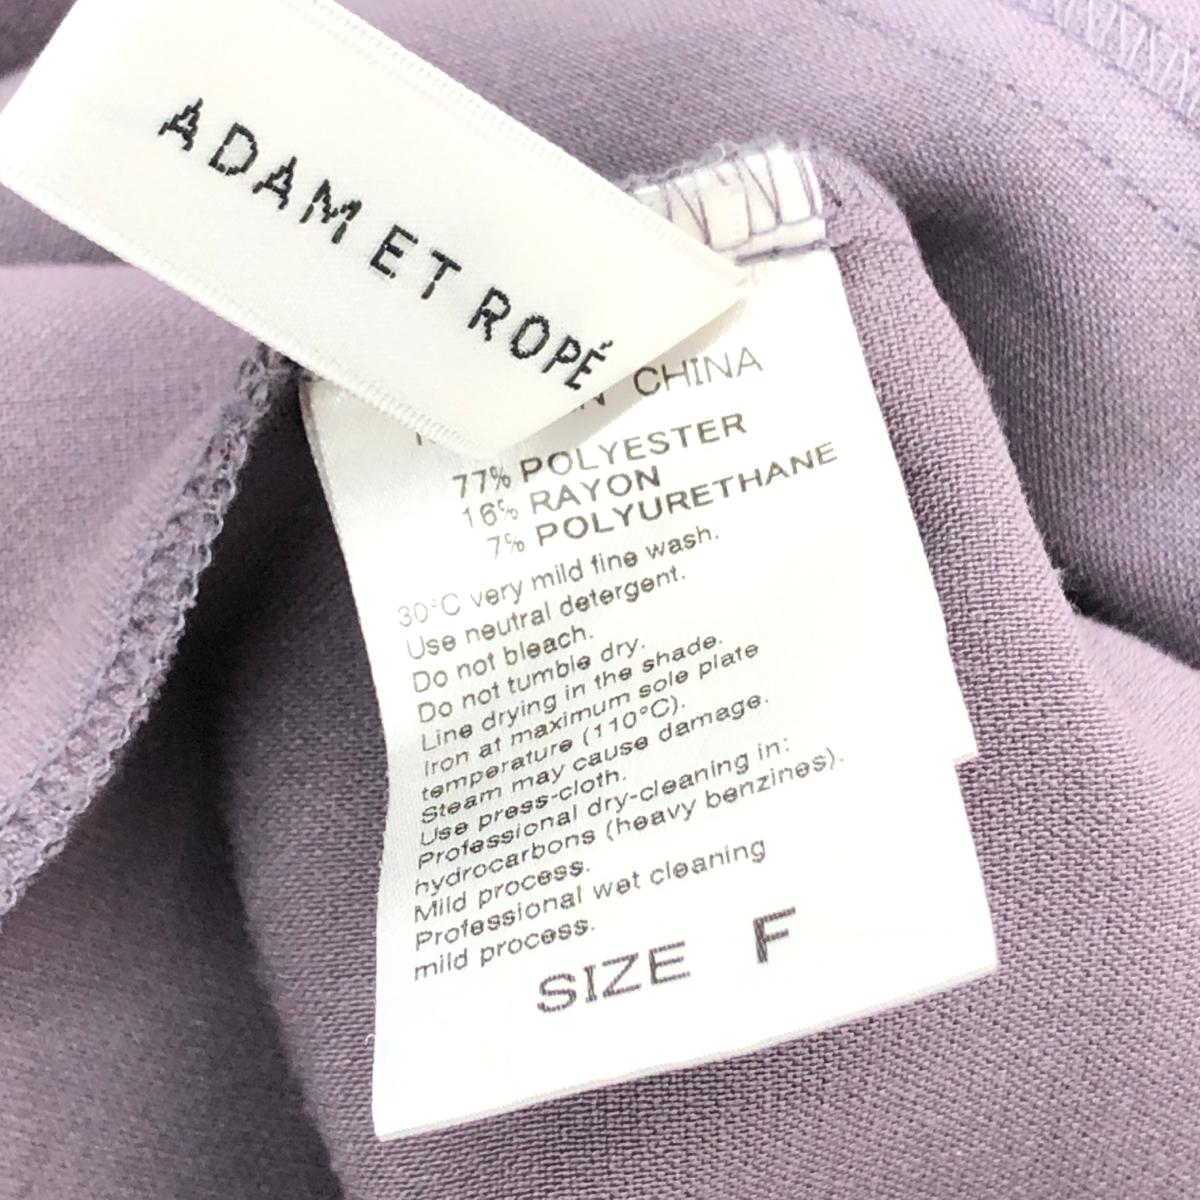 ADAM ET ROPÉ
CHINA
77% POLYESTER
16% RAYON
7% POLYURETHANE
30°C very mild fine wash.
Use neutral detergent.
Do not bleach.
Do not tumble dry.
Line drying in the shade.
Iron at maximum sole plate
temperature (110°C).
Steam may cause damage.
Use press-cloth.
Professional dry-cleaning in:
hydrocarbons (heavy benzines).
Mild process.
Professional wet cleaning
mild process.
SIZE F